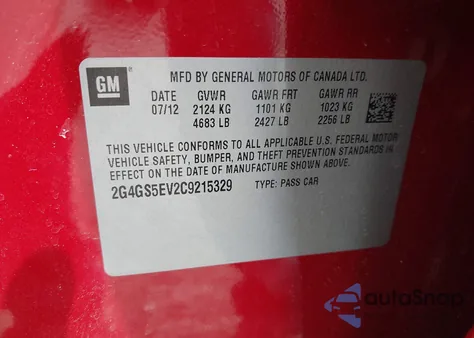 GM
MFD BY GENERAL MOTORS OF CANADA LTD.
DATE GVWR GAWR FRT GAWR RR
07/12 2124 KG 1101 KG 1023 KG
4683 LB 2427 LB 2256 LB
THIS VEHICLE CONFORMS TO ALL APPLICABLE U.S. FEDERAL MOTOR
VEHICLE SAFETY, BUMPER, AND THEFT PREVENTION STANDARDS IN
EFFECT ON THE DATE OF MANUFACTURE SHOWN ABOVE.
2G4GS5EV2C9215329 TYPE: PASS CAR
autoSnap